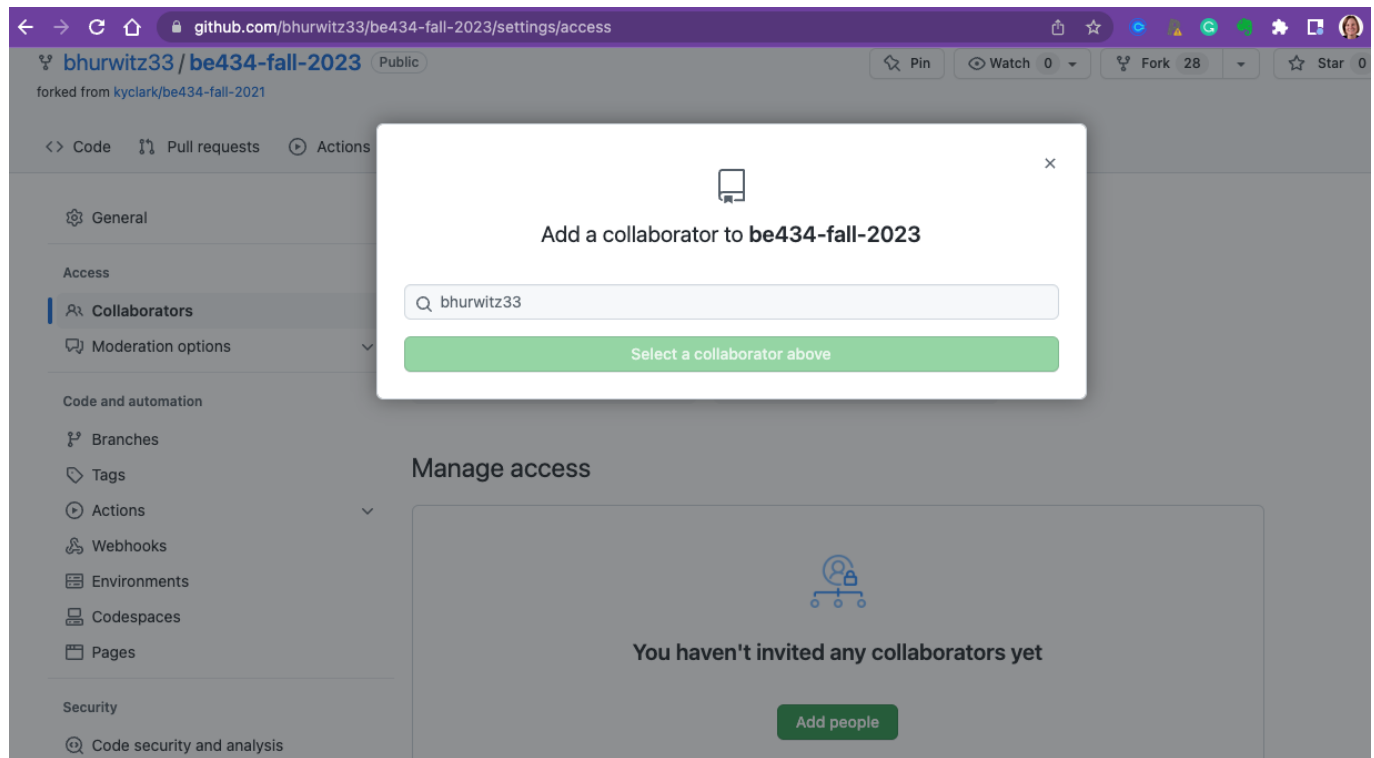 github.com/bhurwitz33/be434-fall-2023/settings/access
bhurwitz33 / be434-fall-2023 Public
Pin Watch 0 Fork 28 Star 0
forked from kyclark/be434-fall-2021
<> Code Pull requests Actions
Add a collaborator to be434-fall-2023
bhurwitz33
Select a collaborator above
General
Access
Collaborators
Moderation options
Code and automation
Branches
Tags
Actions
Webhooks
Environments
Codespaces
Pages
Security
Code security and analysis
Manage access
You haven't invited any collaborators yet
Add people